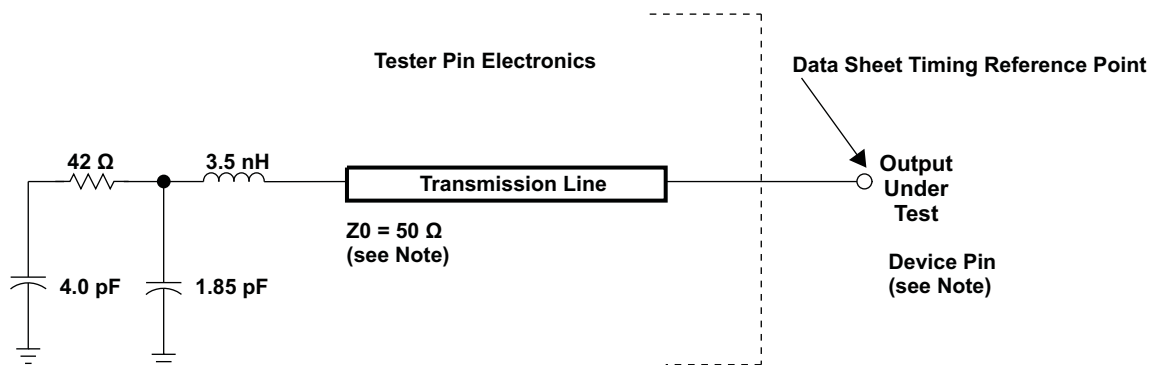 Tester Pin Electronics
Data Sheet Timing Reference Point
42 Ω
3.5 nH
Transmission Line
Output
Under
Test
Z0 = 50 Ω
(see Note)
4.0 pF
1.85 pF
Device Pin
(see Note)